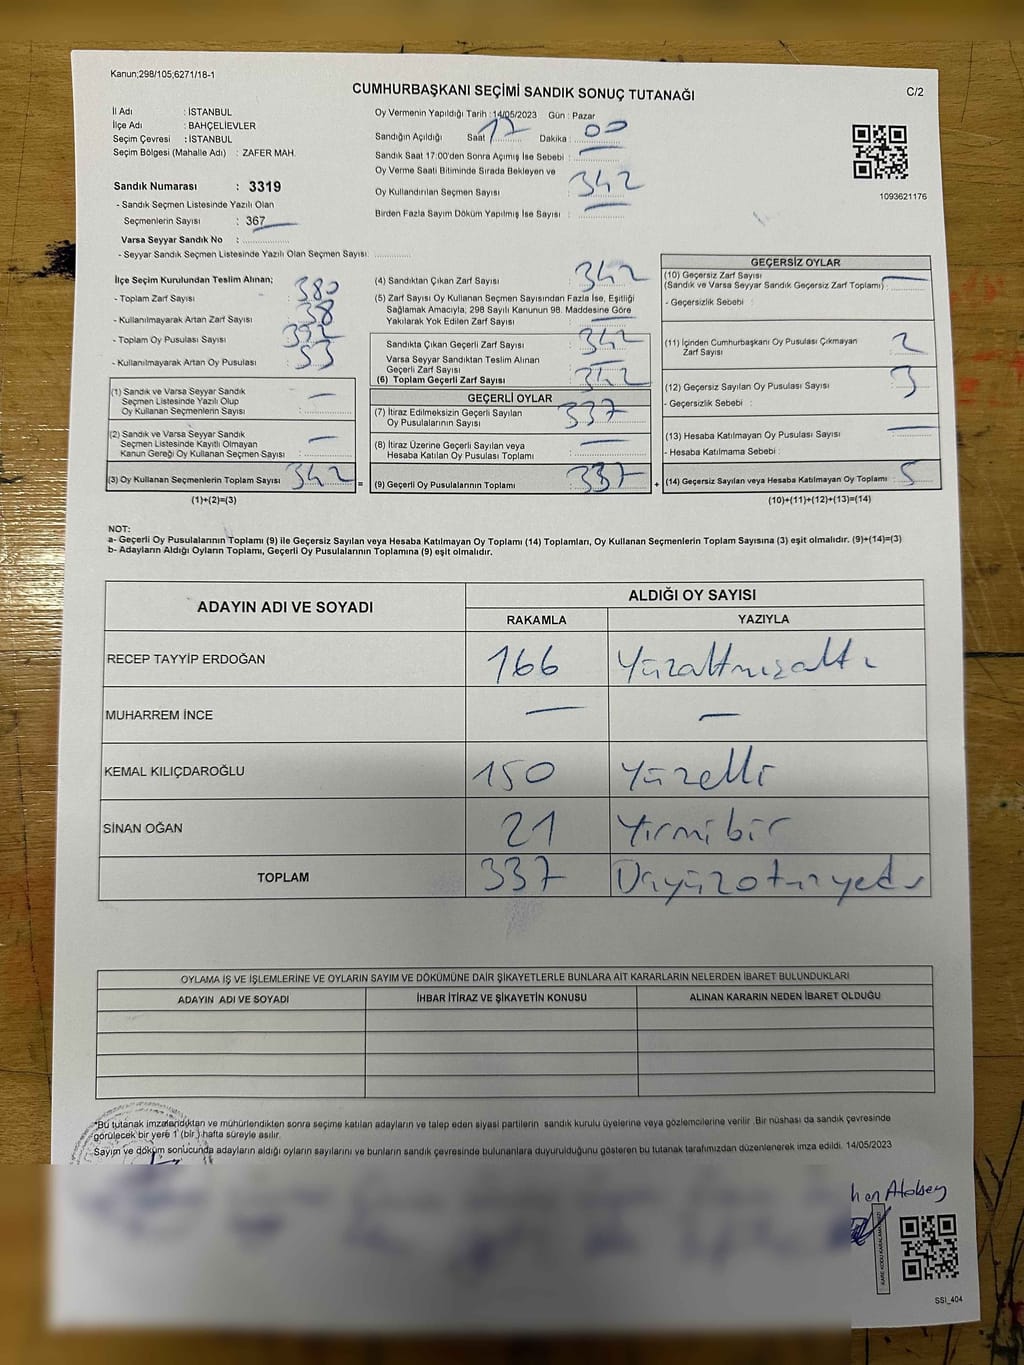 Kanun;298/105;6271/18-1
CUMHURBAŞKANI SEÇİMİ SANDIK SONUÇ TUTANAĞI
C/2
İl Adı : İSTANBUL
İlçe Adı : BAHÇELİEVLER
Seçim Çevresi : İSTANBUL
Seçim Bölgesi (Mahalle Adı) : ZAFER MAH.
Sandık Numarası : 3319
- Sandık Seçmen Listesinde Yazılı Olan
Seçmenlerin Sayısı : 367
Varsa Seyyar Sandık No :
- Seyyar Sandık Seçmen Listesinde Yazılı Olan Seçmen Sayısı:
Oy Vermenin Yapıldığı Tarih : 14/05/2023 Gün : Pazar
Sandığın Açıldığı Saat : 17 Dakika : 00
Sandık Saat 17:00'den Sonra Açımış İse Sebebi : —
Oy Verme Saati Bitiminde Sırada Bekleyen ve
Oy Kullandırılan Seçmen Sayısı : 342
Birden Fazla Sayım Döküm Yapılmış İse Sayısı : —
1093621176
İlçe Seçim Kurulundan Teslim Alınan;
- Toplam Zarf Sayısı : 380
- Kullanılmayarak Artan Zarf Sayısı : 38
- Toplam Oy Pusulası Sayısı : 392
- Kullanılmayarak Artan Oy Pusulası : 53
(1) Sandık ve Varsa Seyyar Sandık
Seçmen Listesinde Yazılı Olup
Oy Kullanan Seçmenlerin Sayısı : —
(2) Sandık ve Varsa Seyyar Sandık
Seçmen Listesinde Kayıtlı Olmayan
Kanun Gereği Oy Kullanan Seçmen Sayısı : —
(3) Oy Kullanan Seçmenlerin Toplam Sayısı : 342
(1)+(2)=(3)
=
(4) Sandıktan Çıkan Zarf Sayısı : 342
(5) Zarf Sayısı Oy Kullanan Seçmen Sayısından Fazla İse, Eşitliği
Sağlamak Amacıyla; 298 Sayılı Kanunun 98. Maddesine Göre
Yakılarak Yok Edilen Zarf Sayısı : —
Sandıkta Çıkan Geçerli Zarf Sayısı : 342
Varsa Seyyar Sandıktan Teslim Alınan
Geçerli Zarf Sayısı :
(6) Toplam Geçerli Zarf Sayısı : 342
GEÇERLİ OYLAR
(7) İtiraz Edilmeksizin Geçerli Sayılan
Oy Pusulalarının Sayısı : 337
(8) İtiraz Üzerine Geçerli Sayılan veya
Hesaba Katılan Oy Pusulası Toplamı : —
(9) Geçerli Oy Pusulalarının Toplamı : 337
+
GEÇERSİZ OYLAR
(10) Geçersiz Zarf Sayısı
(Sandık ve Varsa Seyyar Sandık Geçersiz Zarf Toplamı) : —
- Geçersizlik Sebebi :
(11) İçinden Cumhurbaşkanı Oy Pusulası Çıkmayan
Zarf Sayısı : 2
(12) Geçersiz Sayılan Oy Pusulası Sayısı : 3
- Geçersizlik Sebebi :
(13) Hesaba Katılmayan Oy Pusulası Sayısı : —
- Hesaba Katılmama Sebebi :
(14) Geçersiz Sayılan veya Hesaba Katılmayan Oy Toplamı : 5
(10)+(11)+(12)+(13)=(14)
NOT:
a- Geçerli Oy Pusulalarının Toplamı (9) ile Geçersiz Sayılan veya Hesaba Katılmayan Oy Toplamı (14) Toplamları, Oy Kullanan Seçmenlerin Toplam Sayısına (3) eşit olmalıdır. (9)+(14)=(3)
b- Adayların Aldığı Oyların Toplamı, Geçerli Oy Pusulalarının Toplamına (9) eşit olmalıdır.
ADAYIN ADI VE SOYADI
ALDIĞI OY SAYISI
RAKAMLA YAZIYLA
RECEP TAYYİP ERDOĞAN 166 Yüzaltmışaltı
MUHARREM İNCE — —
KEMAL KILIÇDAROĞLU 150 Yüzelli
SİNAN OĞAN 21 Yirmibir
TOPLAM 337 Üçyüzotuzyedi
OYLAMA İŞ VE İŞLEMLERİNE VE OYLARIN SAYIM VE DÖKÜMÜNE DAİR ŞİKAYETLERLE BUNLARA AİT KARARLARIN NELERDEN İBARET BULUNDUKLARI
ADAYIN ADI VE SOYADI İHBAR İTİRAZ VE ŞİKAYETİN KONUSU ALINAN KARARIN NEDEN İBARET OLDUĞU
*Bu tutanak imzalandıktan ve mühürlendikten sonra seçime katılan adayların ve talep eden siyasi partilerin sandık kurulu üyelerine veya gözlemcilerine verilir .Bir nüshası da sandık çevresinde
görülecek bir yere 1 (bir ) hafta süreyle asılır.
Sayım ve döküm sonucunda adayların aldığı oyların sayılarını ve bunların sandık çevresinde bulunanlara duyurulduğunu gösteren bu tutanak tarafımızdan düzenlenerek imza edildi. 14/05/2023
SSI_404